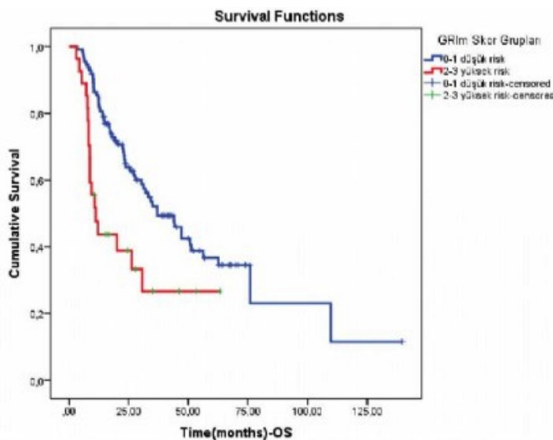 Survival Functions
GRIm Skor Grupları
0-1 düşük risk
2-3 yüksek risk
0-1 düşük risk-censored
2-3 yüksek risk-censored
Cumulative Survival
1,0
0,8
0,6
0,4
0,2
0,0
,00 25,00 50,00 75,00 100,00 125,00
Time(months)-OS